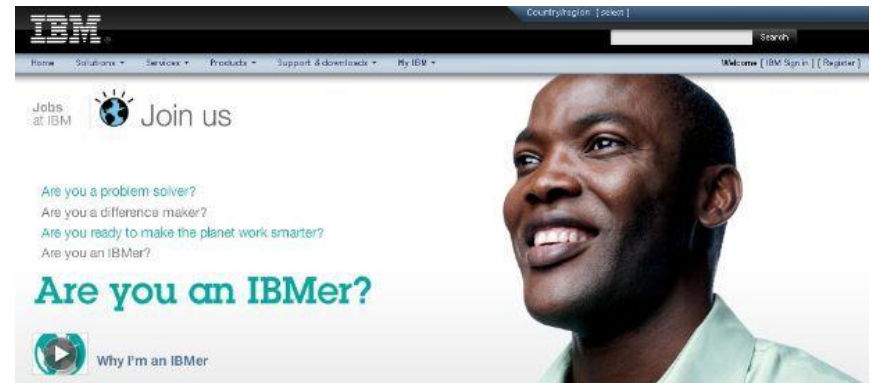 Country/region [ select ]
IBM
Search
Home Solutions Services Products Support & downloads My IBM Welcome [ IBM Sign in ] [ Register ]
Jobs
at IBM
Join us
Are you a problem solver?
Are you a difference maker?
Are you ready to make the planet work smarter?
Are you an IBMer?
Are you an IBMer?
Why I'm an IBMer